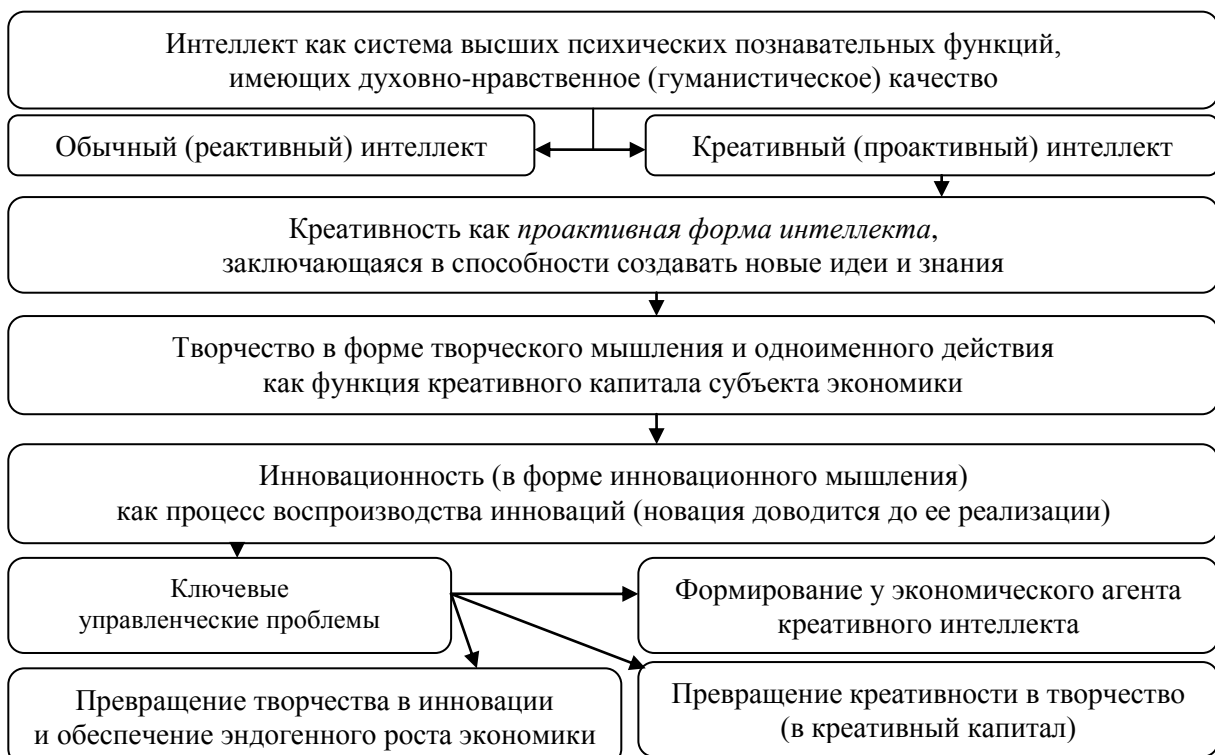 Интеллект как система высших психических познавательных функций,
имеющих духовно-нравственное (гуманистическое) качество
Обычный (реактивный) интеллект
Креативный (проактивный) интеллект
Креативность как проактивная форма интеллекта,
заключающаяся в способности создавать новые идеи и знания
Творчество в форме творческого мышления и одноименного действия
как функция креативного капитала субъекта экономики
Инновационность (в форме инновационного мышления)
как процесс воспроизводства инноваций (новация доводится до ее реализации)
Ключевые
управленческие проблемы
Формирование у экономического агента
креативного интеллекта
Превращение творчества в инновации
и обеспечение эндогенного роста экономики
Превращение креативности в творчество
(в креативный капитал)